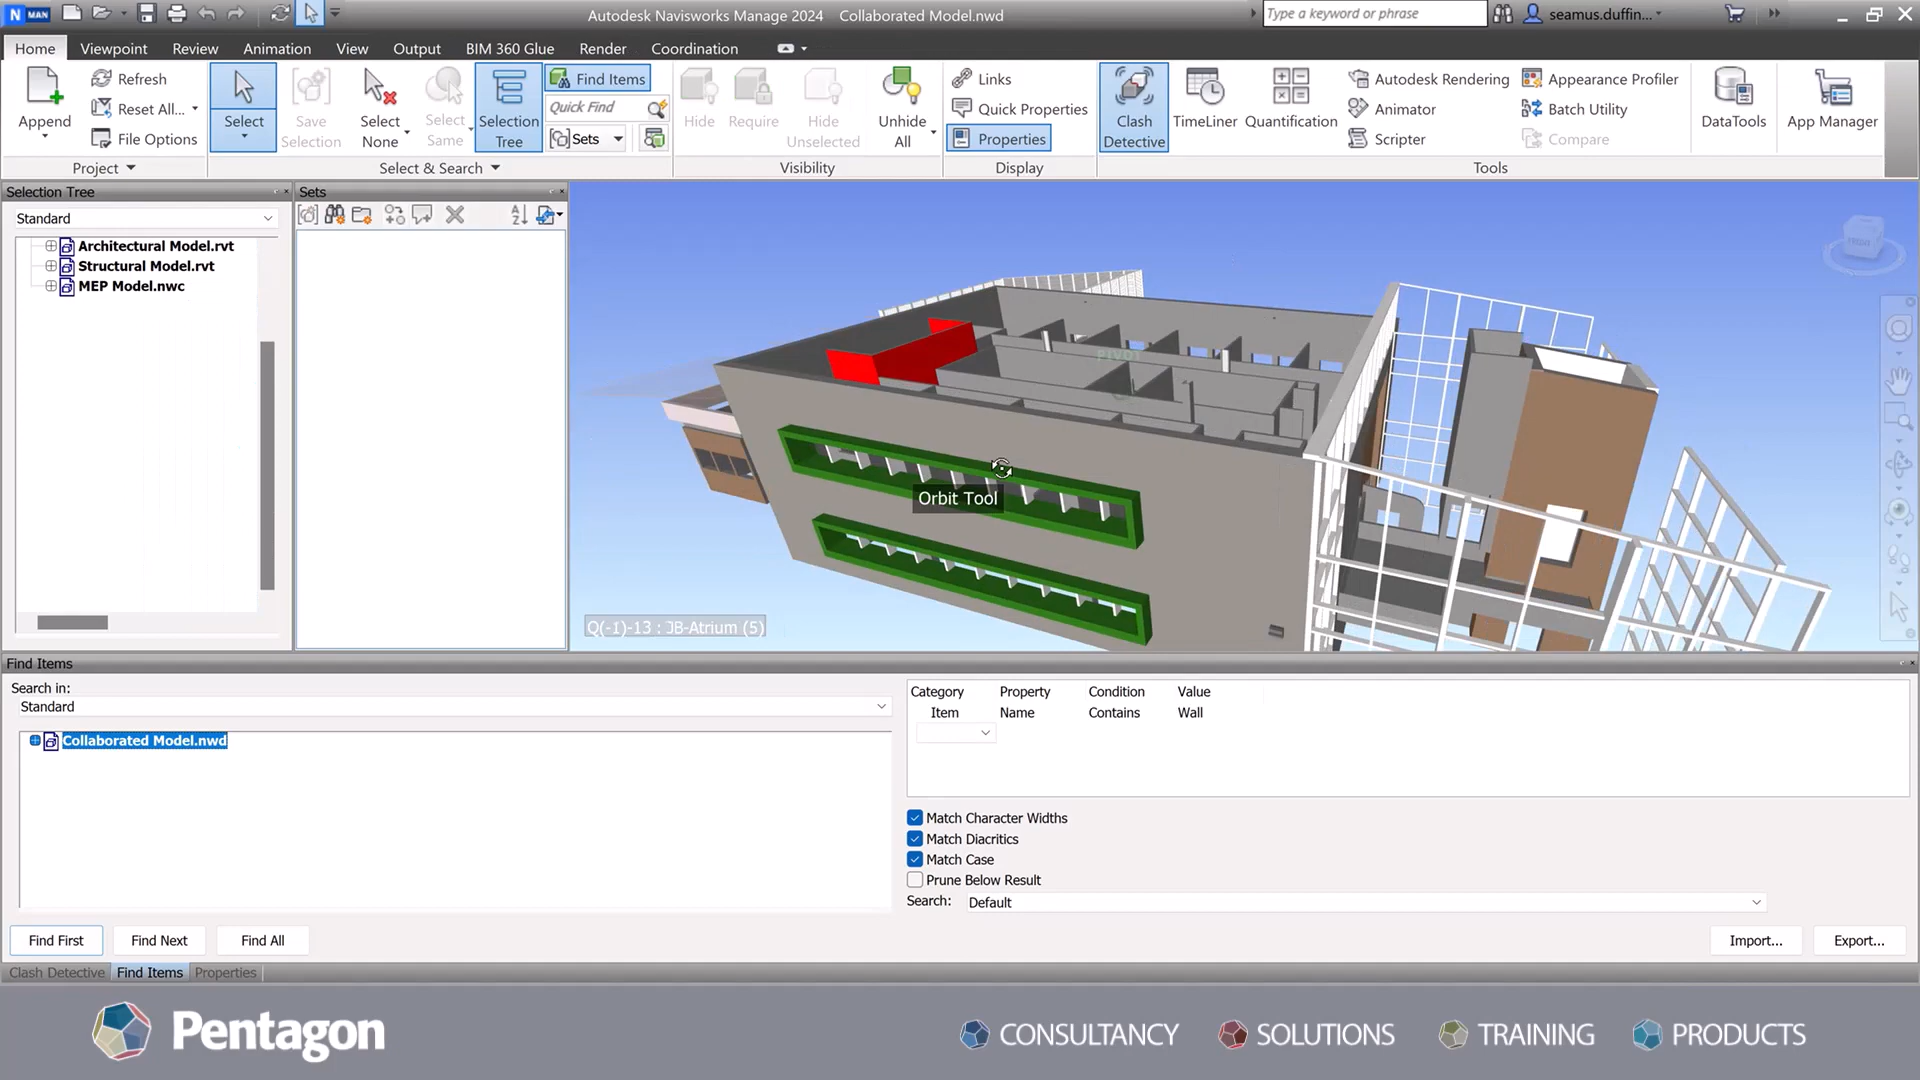 N MAN
Autodesk Navisworks Manage 2024 Collaborated Model.nwd
Type a keyword or phrase
seamus.duffin...
Home Viewpoint Review Animation View Output BIM 360 Glue Render Coordination
Append
Refresh
Reset All...
File Options
Project
Select
Save Selection
Select None
Select Same
Selection Tree
Find Items
Quick Find
Sets
Select & Search
Hide
Require
Hide Unselected
Unhide All
Visibility
Links
Quick Properties
Properties
Display
Clash Detective
TimeLiner
Quantification
Autodesk Rendering
Animator
Scripter
Appearance Profiler
Batch Utility
Compare
Tools
DataTools
App Manager
Selection Tree
Standard
Architectural Model.rvt
Structural Model.rvt
MEP Model.nwc
Sets
PIVOT
Orbit Tool
Q(-1)-13 : JB-Atrium (5)
Find Items
Search in:
Standard
Collaborated Model.nwd
Category Property Condition Value
Item Name Contains Wall
Match Character Widths
Match Diacritics
Match Case
Prune Below Result
Search: Default
Find First Find Next Find All
Import... Export...
Clash Detective Find Items Properties
Pentagon
CONSULTANCY SOLUTIONS TRAINING PRODUCTS